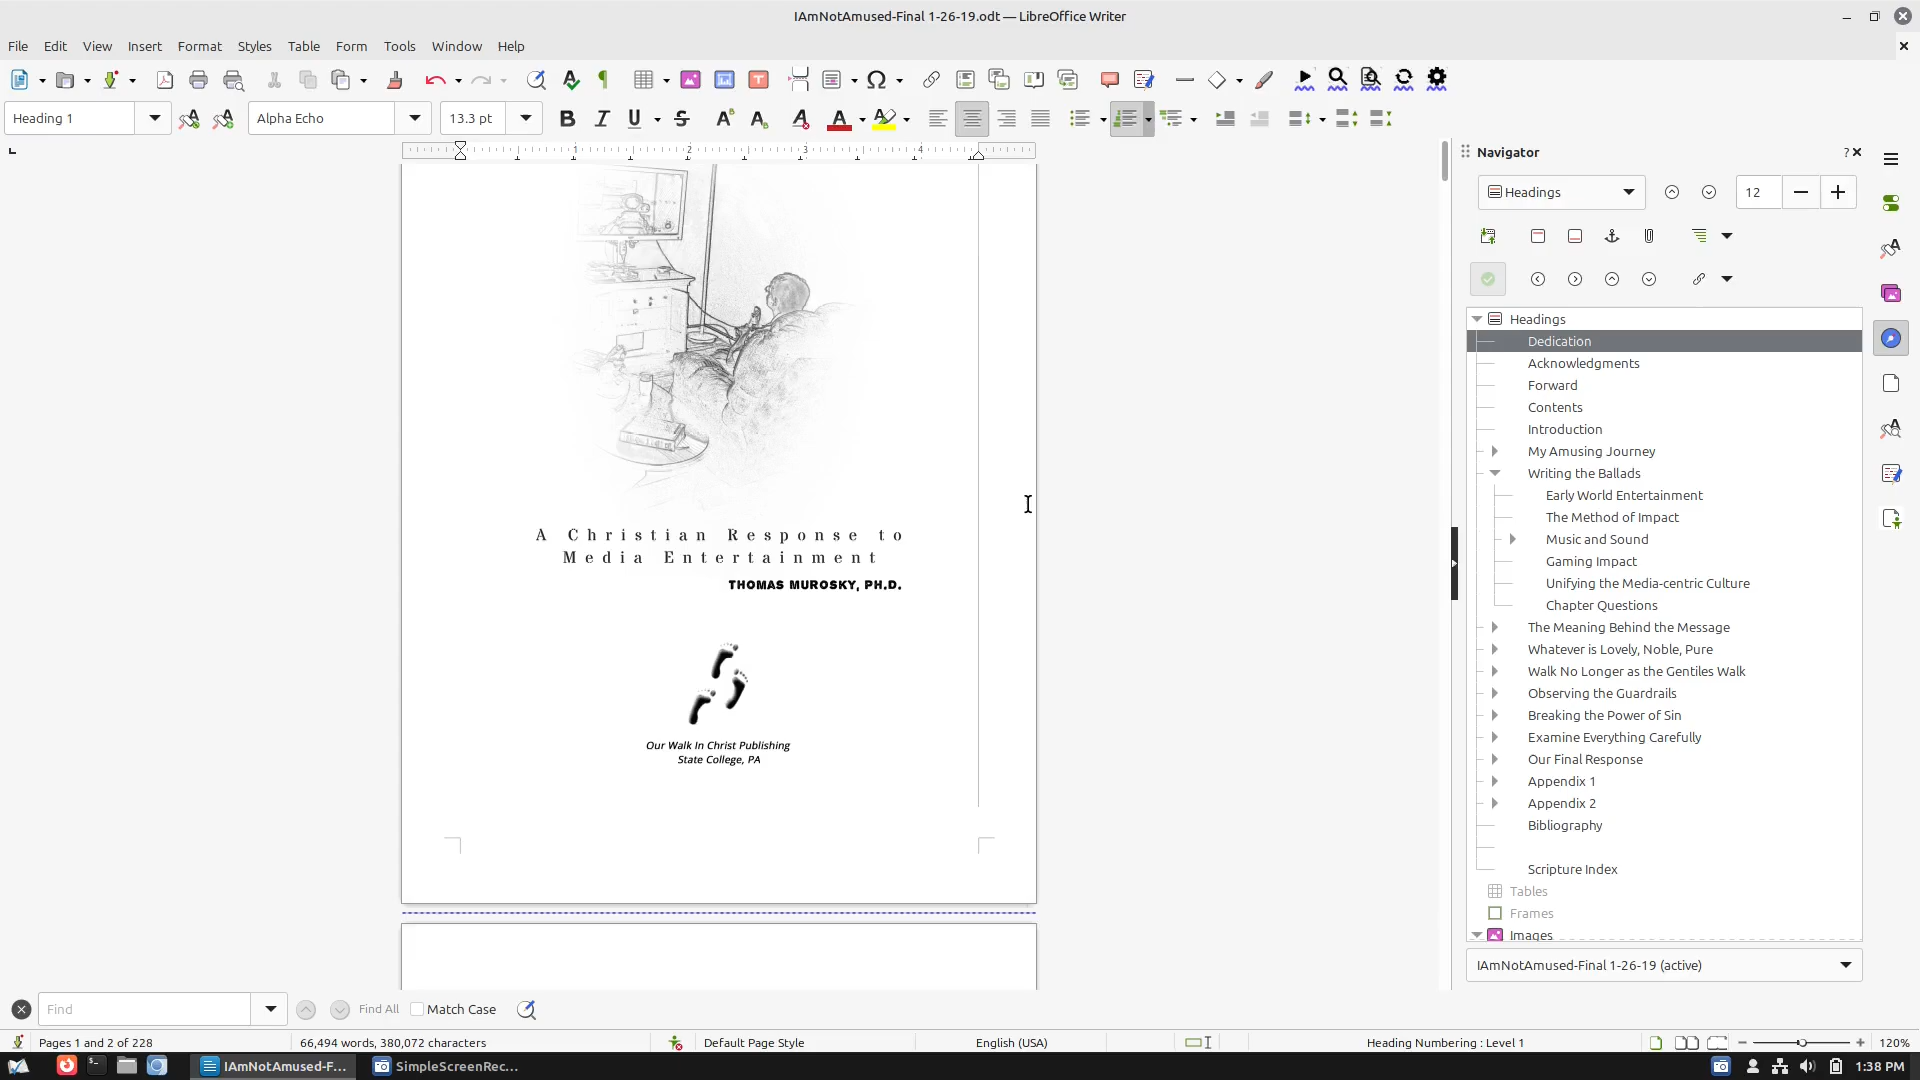 IAmNotAmused-Final 1-26-19.odt — LibreOffice Writer
File Edit View Insert Format Styles Table Form Tools Window Help
Heading 1 Alpha Echo 13.3 pt
1 2 3 4
A Christian Response to
Media Entertainment
THOMAS MUROSKY, PH.D.
Our Walk In Christ Publishing
State College, PA
Navigator
Headings 12
Headings
Dedication
Acknowledgments
Forward
Contents
Introduction
My Amusing Journey
Writing the Ballads
Early World Entertainment
The Method of Impact
Music and Sound
Gaming Impact
Unifying the Media-centric Culture
Chapter Questions
The Meaning Behind the Message
Whatever is Lovely, Noble, Pure
Walk No Longer as the Gentiles Walk
Observing the Guardrails
Breaking the Power of Sin
Examine Everything Carefully
Our Final Response
Appendix 1
Appendix 2
Bibliography
Scripture Index
Tables
Frames
Images
IAmNotAmused-Final 1-26-19 (active)
Find Find All Match Case
Pages 1 and 2 of 228 66,494 words, 380,072 characters Default Page Style English (USA) Heading Numbering : Level 1 120%
IAmNotAmused-F... SimpleScreenRec... 1:38 PM